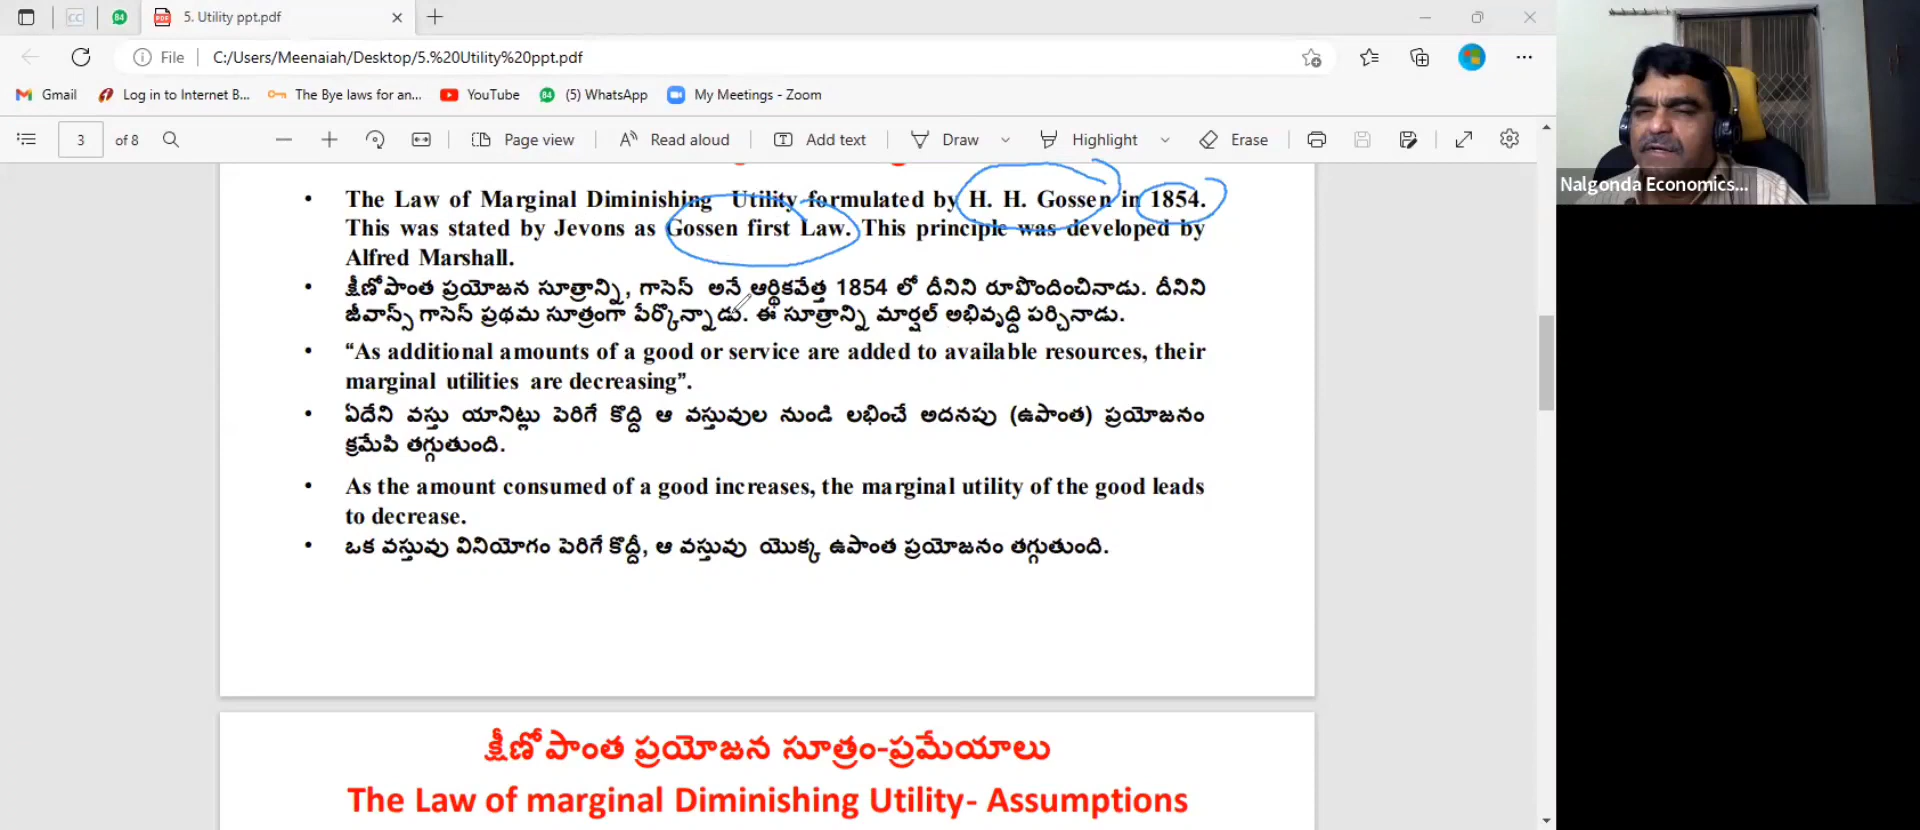 5. Utility ppt.pdf
File C:/Users/Meenaiah/Desktop/5.%20Utility%20ppt.pdf
Gmail Log in to Internet B... The Bye laws for an... YouTube (5) WhatsApp My Meetings - Zoom
3 of 8 Page view Read aloud Add text Draw Highlight Erase
Nalgonda Economics...
• The Law of Marginal Diminishing Utility formulated by H. H. Gossen in 1854.
This was stated by Jevons as Gossen first Law. This principle was developed by
Alfred Marshall.
• క్షీణోపాంత ప్రయోజన సూత్రాన్ని, గాసెన్ అనే ఆర్థికవేత్త 1854 లో దీనిని రూపొందించినాడు. దీనిని
జీవాన్స్ గాసెన్ ప్రథమ సూత్రంగా పేర్కొన్నాడు. ఈ సూత్రాన్ని మార్షల్ అభివృద్ది పర్చినాడు.
• “As additional amounts of a good or service are added to available resources, their
marginal utilities are decreasing”.
• ఏదేని వస్తు యూనిట్లు పెరిగే కొద్ది ఆ వస్తువుల నుండి లభించే అదనపు (ఉపాంత) ప్రయోజనం
క్రమేపి తగ్గుతుంది.
• As the amount consumed of a good increases, the marginal utility of the good leads
to decrease.
• ఒక వస్తువు వినియోగం పెరిగే కొద్దీ, ఆ వస్తువు యొక్క ఉపాంత ప్రయోజనం తగ్గుతుంది.
క్షీణోపాంత ప్రయోజన సూత్రం-ప్రమేయాలు
The Law of marginal Diminishing Utility- Assumptions